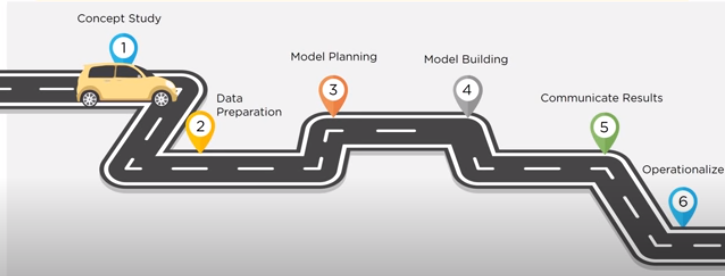 Concept Study
1
Data
Preparation
2
Model Planning
3
Model Building
4
Communicate Results
5
Operationalize
6